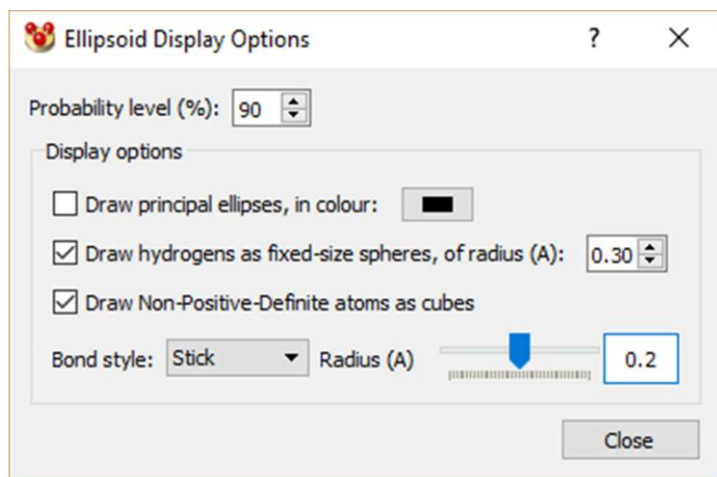 Ellipsoid Display Options ?
Probability level (%): 90
Display options
Draw principal ellipses, in colour:
Draw hydrogens as fixed-size spheres, of radius (A): 0.30
Draw Non-Positive-Definite atoms as cubes
Bond style: Stick Radius (A) 0.2
Close